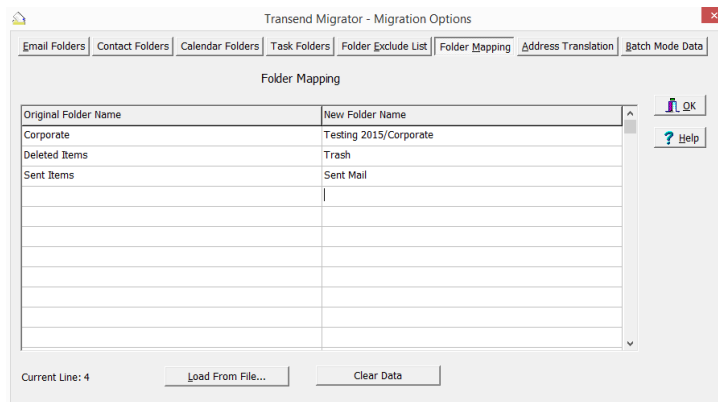 Transend Migrator - Migration Options
Email Folders Contact Folders Calendar Folders Task Folders Folder Exclude List Folder Mapping Address Translation Batch Mode Data
Folder Mapping
OK
Help
Original Folder Name New Folder Name
Corporate Testing 2015/Corporate
Deleted Items Trash
Sent Items Sent Mail
Current Line: 4 Load From File... Clear Data